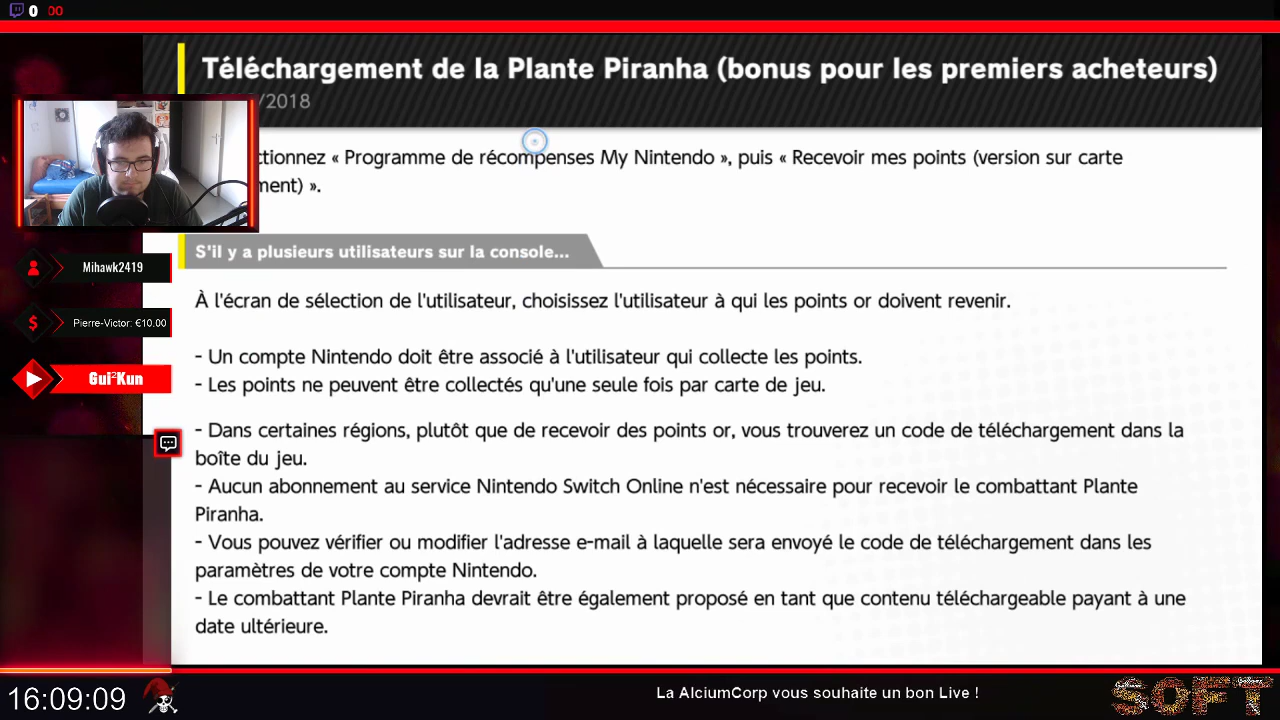 0 00
Téléchargement de la Plante Piranha (bonus pour les premiers acheteurs)
/2018
ctionnez « Programme de récompenses My Nintendo », puis « Recevoir mes points (version sur carte
ment) ».
S'il y a plusieurs utilisateurs sur la console...
À l'écran de sélection de l'utilisateur, choisissez l'utilisateur à qui les points or doivent revenir.
- Un compte Nintendo doit être associé à l'utilisateur qui collecte les points.
- Les points ne peuvent être collectés qu'une seule fois par carte de jeu.
- Dans certaines régions, plutôt que de recevoir des points or, vous trouverez un code de téléchargement dans la
boîte du jeu.
- Aucun abonnement au service Nintendo Switch Online n'est nécessaire pour recevoir le combattant Plante
Piranha.
- Vous pouvez vérifier ou modifier l'adresse e-mail à laquelle sera envoyé le code de téléchargement dans les
paramètres de votre compte Nintendo.
- Le combattant Plante Piranha devrait être également proposé en tant que contenu téléchargeable payant à une
date ultérieure.
Mihawk2419
$ Pierre-Victor: €10.00
Gui²Kun
16:09:09
La AlciumCorp vous souhaite un bon Live !
SOFT